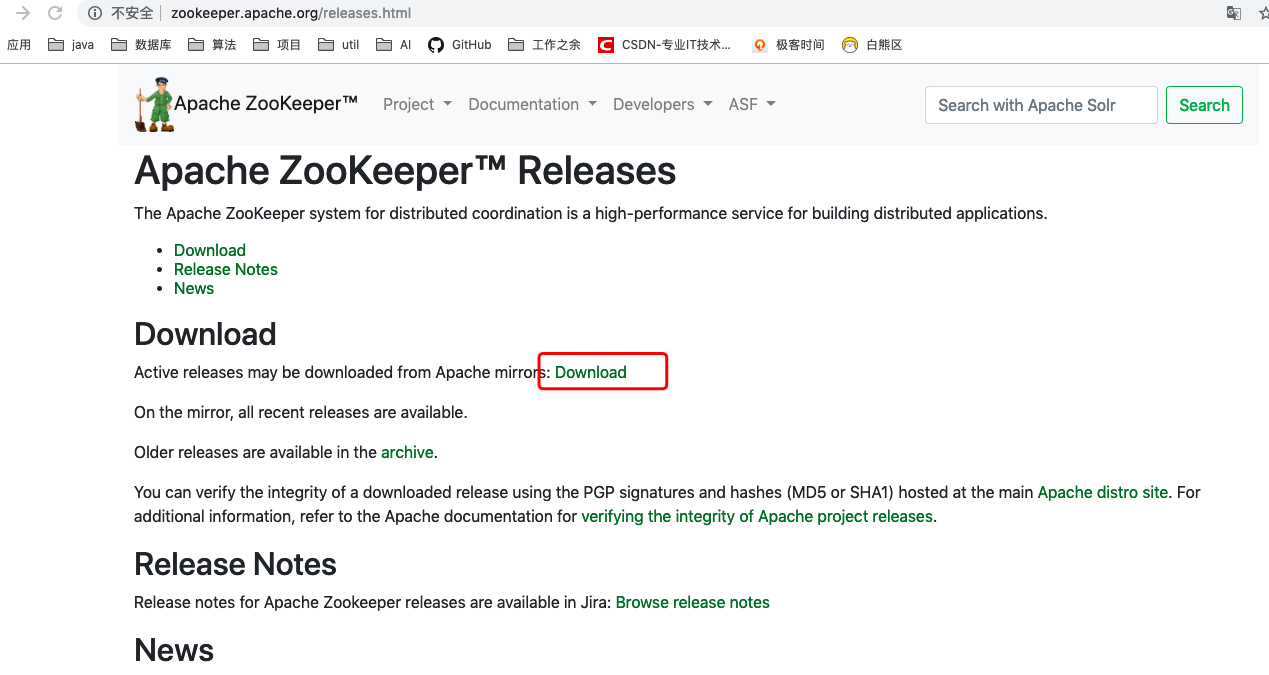 不安全 zookeeper.apache.org/releases.html
应用 java 数据库 算法 项目 util AI GitHub 工作之余 CSDN-专业IT技术... 极客时间 白熊区
Apache ZooKeeper™ Project Documentation Developers ASF Search with Apache Solr Search
Apache ZooKeeper™ Releases
The Apache ZooKeeper system for distributed coordination is a high-performance service for building distributed applications.
• Download
• Release Notes
• News
Download
Active releases may be downloaded from Apache mirrors: Download
On the mirror, all recent releases are available.
Older releases are available in the archive.
You can verify the integrity of a downloaded release using the PGP signatures and hashes (MD5 or SHA1) hosted at the main Apache distro site. For
additional information, refer to the Apache documentation for verifying the integrity of Apache project releases.
Release Notes
Release notes for Apache Zookeeper releases are available in Jira: Browse release notes
News